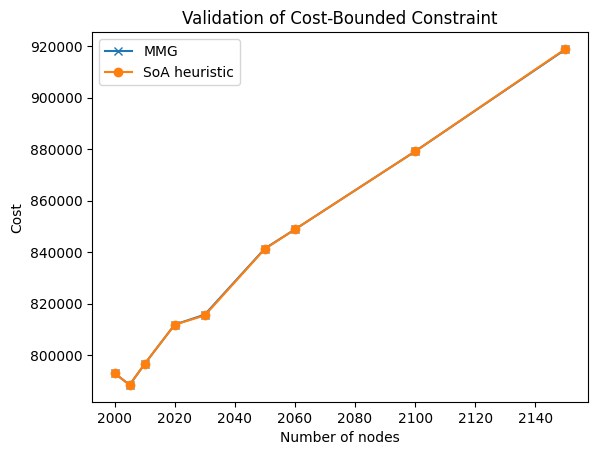 Validation of Cost-Bounded Constraint
MMG
SoA heuristic
Cost
920000
900000
880000
860000
840000
820000
800000
2000 2020 2040 2060 2080 2100 2120 2140
Number of nodes